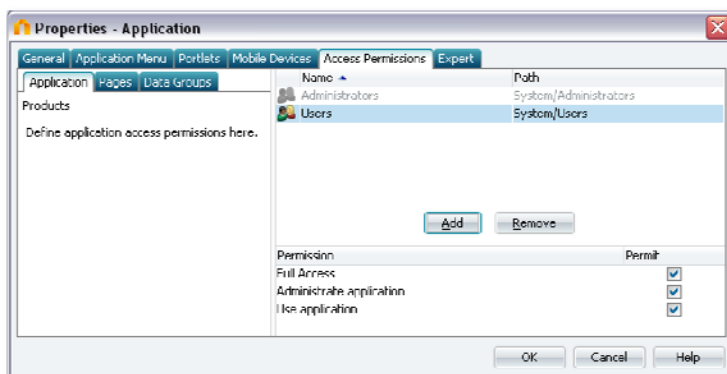 Properties - Application
General Application Menu Portlets Mobile Devices Access Permissions Expert
Application Pages Data Groups
Products
Define application access permissions here.
Name Path
Administrators System/Administrators
Users System/Users
Add Remove
Permission Permit
Full Access
Administrate application
Use application
OK Cancel Help